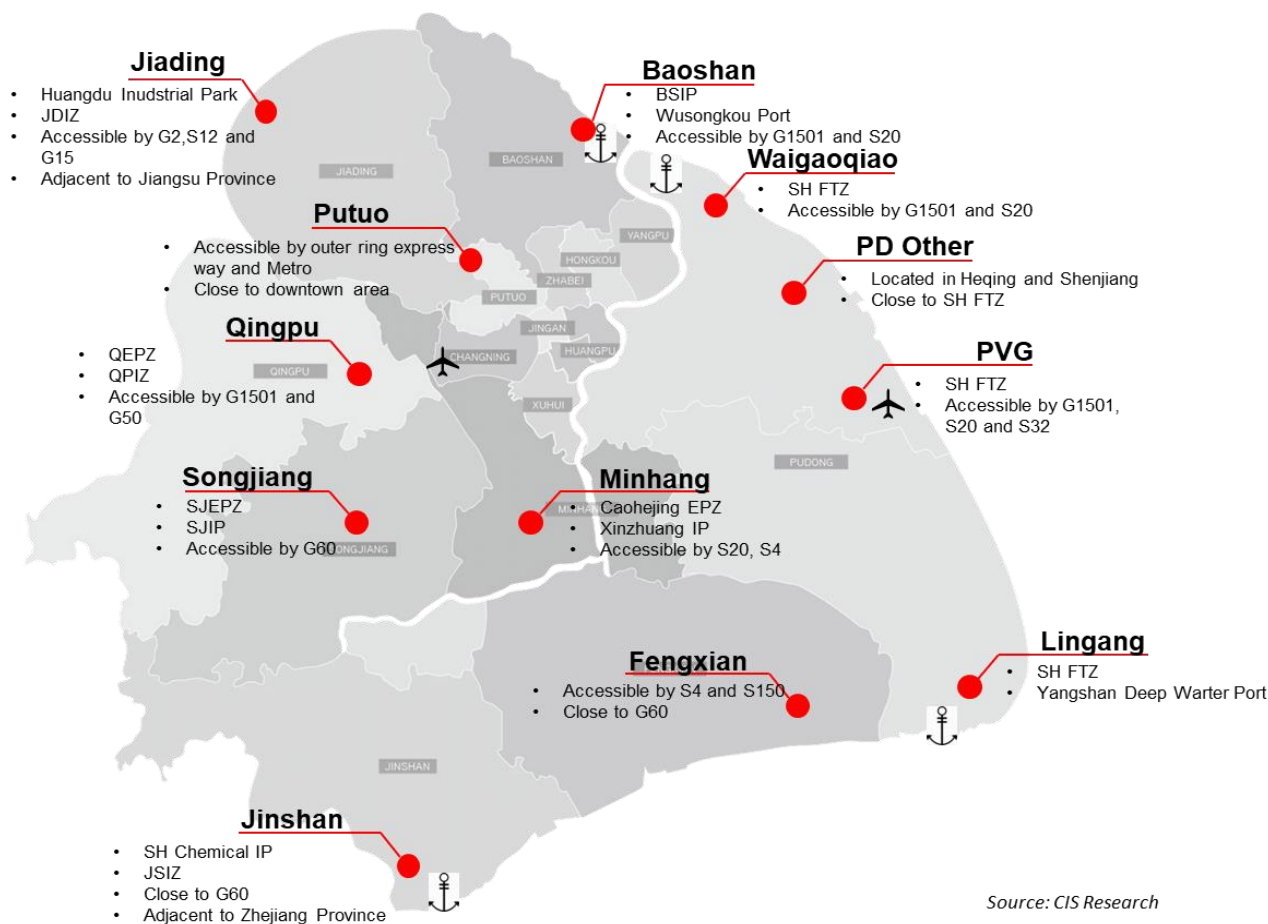 Jiading
• Huangdu Inudstrial Park
• JDIZ
• Accessible by G2,S12 and
G15
• Adjacent to Jiangsu Province
JIADING
Baoshan
• BSIP
• Wusongkou Port
• Accessible by G1501 and S20
BAOSHAN
Waigaoqiao
• SH FTZ
• Accessible by G1501 and S20
Putuo
• Accessible by outer ring express
way and Metro
• Close to downtown area
YANGPU
HONGKOU
ZHABEI
PUTUO
JINGAN
HUANGPU
CHANGNING
XUHUI
PD Other
• Located in Heqing and Shenjiang
• Close to SH FTZ
Qingpu
• QEPZ
• QPIZ
• Accessible by G1501 and
G50
QINGPU
PVG
• SH FTZ
• Accessible by G1501,
S20 and S32
PUDONG
Songjiang
• SJEPZ
• SJIP
• Accessible by G60
ONGJIANG
Minhang
• Caohejing EPZ
• Xinzhuang IP
• Accessible by S20, S4
MINHANG
Fengxian
• Accessible by S4 and S150
• Close to G60
Lingang
• SH FTZ
• Yangshan Deep Warter Port
JINSHAN
Jinshan
• SH Chemical IP
• JSIZ
• Close to G60
• Adjacent to Zhejiang Province
Source: CIS Research